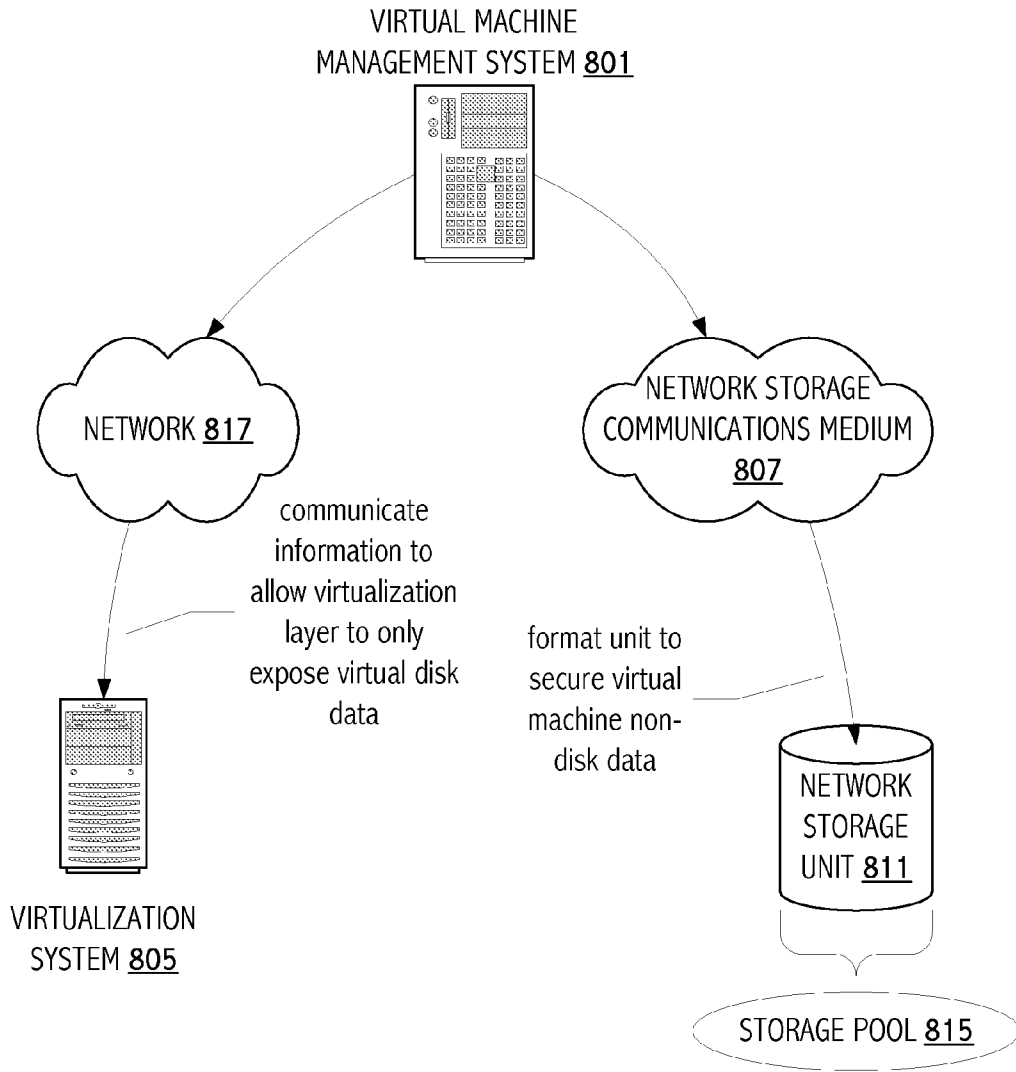 VIRTUAL MACHINE
MANAGEMENT SYSTEM 801
NETWORK 817
NETWORK STORAGE
COMMUNICATIONS MEDIUM
807
communicate
information to
allow virtualization
layer to only
expose virtual disk
data
format unit to
secure virtual
machine non-
disk data
NETWORK
STORAGE
UNIT 811
VIRTUALIZATION
SYSTEM 805
STORAGE POOL 815